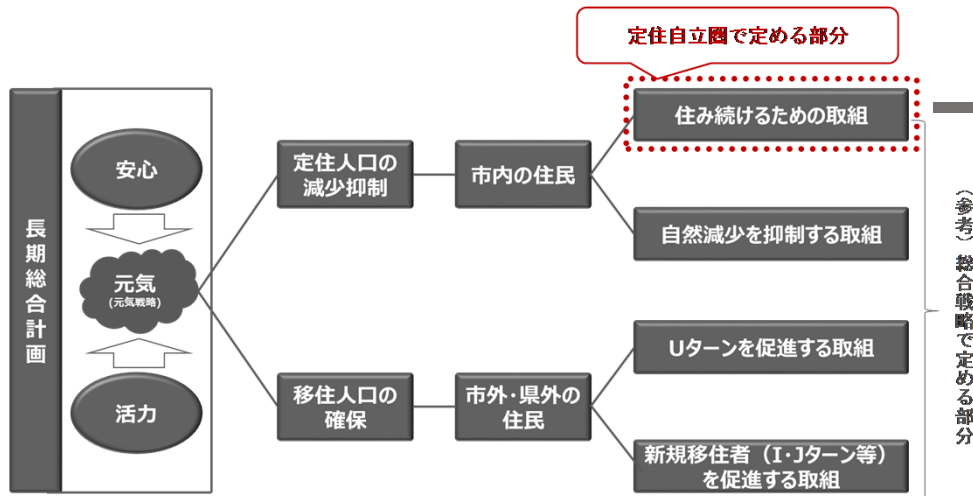 定住自立圏で定める部分
長期総合計画
安心
元気
(元気戦略)
活力
定住人口の
減少抑制
市内の住民
住み続けるための取組
自然減少を抑制する取組
移住人口の
確保
市外・県外の
住民
Uターンを促進する取組
新規移住者（I・Jターン等）
を促進する取組
（参考）総合戦略で定める部分